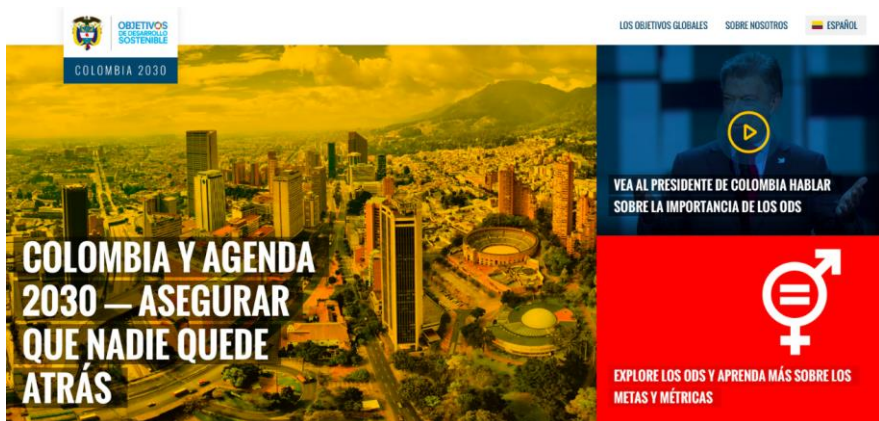 OBJETIVOS
DE DESARROLLO
SOSTENIBLE
COLOMBIA 2030
LOS OBJETIVOS GLOBALES
SOBRE NOSOTROS
ESPAÑOL
COLOMBIA Y AGENDA
2030 — ASEGURAR
QUE NADIE QUEDE
ATRÁS
VEA AL PRESIDENTE DE COLOMBIA HABLAR
SOBRE LA IMPORTANCIA DE LOS ODS
EXPLORE LOS ODS Y APRENDA MÁS SOBRE LOS
METAS Y MÉTRICAS